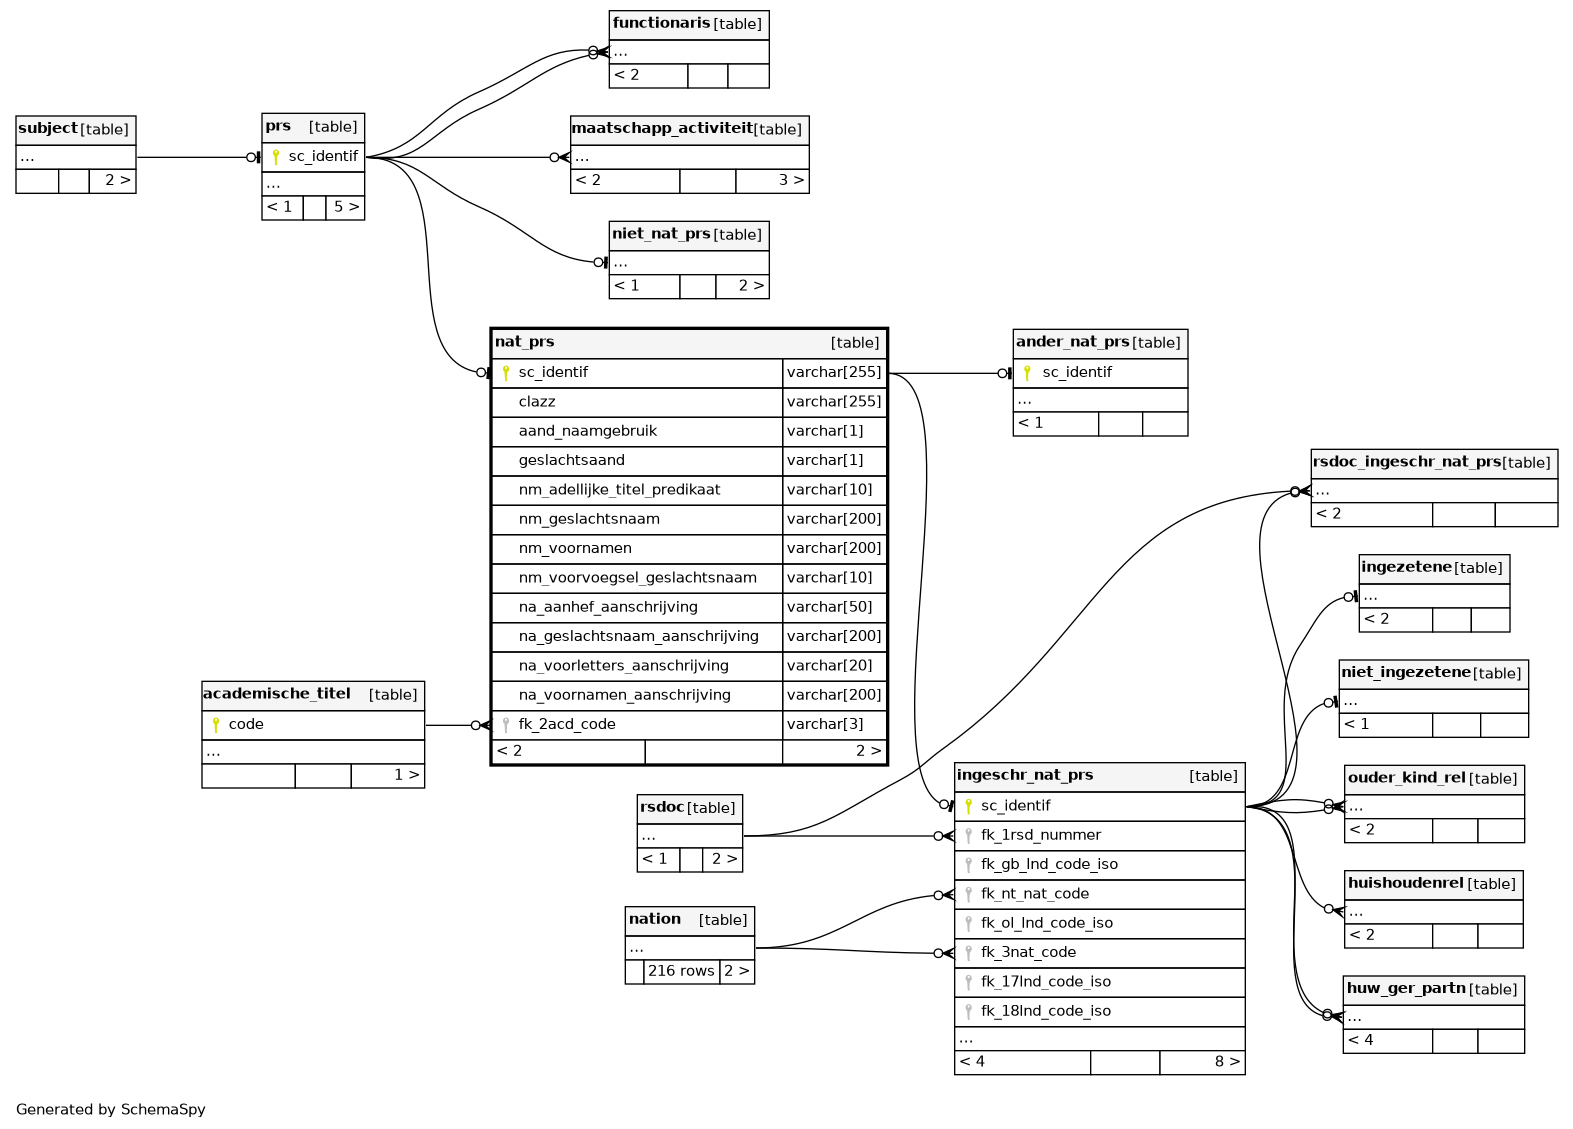 functionaris [table]
...
< 2
subject [table]
...
2 >
prs [table]
sc_identif
...
< 1 5 >
maatschapp_activiteit [table]
...
< 2 3 >
niet_nat_prs [table]
...
< 1 2 >
nat_prs [table]
sc_identif varchar[255]
clazz varchar[255]
aand_naamgebruik varchar[1]
geslachtsaand varchar[1]
nm_adellijke_titel_predikaat varchar[10]
nm_geslachtsnaam varchar[200]
nm_voornamen varchar[200]
nm_voorvoegsel_geslachtsnaam varchar[10]
na_aanhef_aanschrijving varchar[50]
na_geslachtsnaam_aanschrijving varchar[200]
na_voorletters_aanschrijving varchar[20]
na_voornamen_aanschrijving varchar[200]
fk_2acd_code varchar[3]
< 2 2 >
ander_nat_prs [table]
sc_identif
...
< 1
rsdoc_ingeschr_nat_prs [table]
...
< 2
ingezetene [table]
...
< 2
niet_ingezetene [table]
...
< 1
academische_titel [table]
code
...
1 >
rsdoc [table]
...
< 1 2 >
nation [table]
...
216 rows 2 >
ingeschr_nat_prs [table]
sc_identif
fk_1rsd_nummer
fk_gb_lnd_code_iso
fk_nt_nat_code
fk_ol_lnd_code_iso
fk_3nat_code
fk_17lnd_code_iso
fk_18lnd_code_iso
...
< 4 8 >
ouder_kind_rel [table]
...
< 2
huishoudenrel [table]
...
< 2
huw_ger_partn [table]
...
< 4
Generated by SchemaSpy